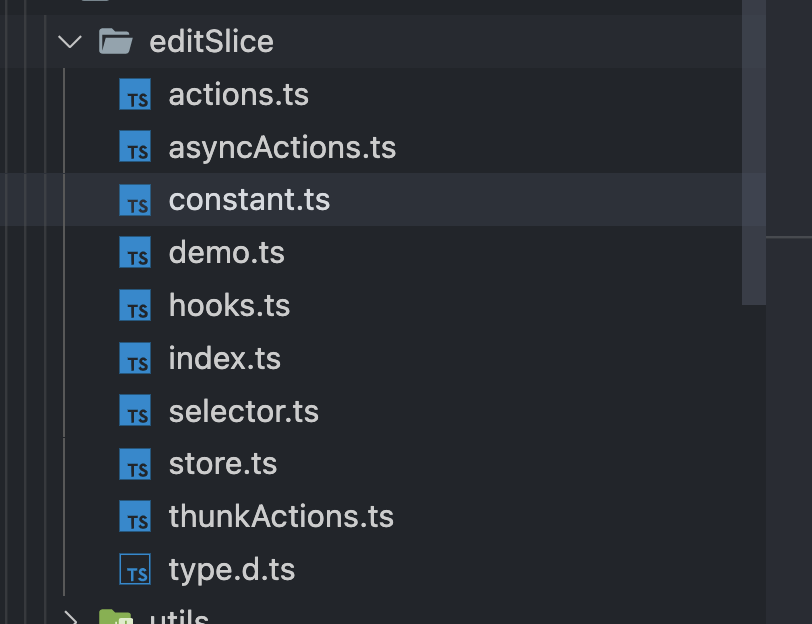 editSlice
TS actions.ts
TS asyncActions.ts
TS constant.ts
TS demo.ts
TS hooks.ts
TS index.ts
TS selector.ts
TS store.ts
TS thunkActions.ts
TS type.d.ts
utils